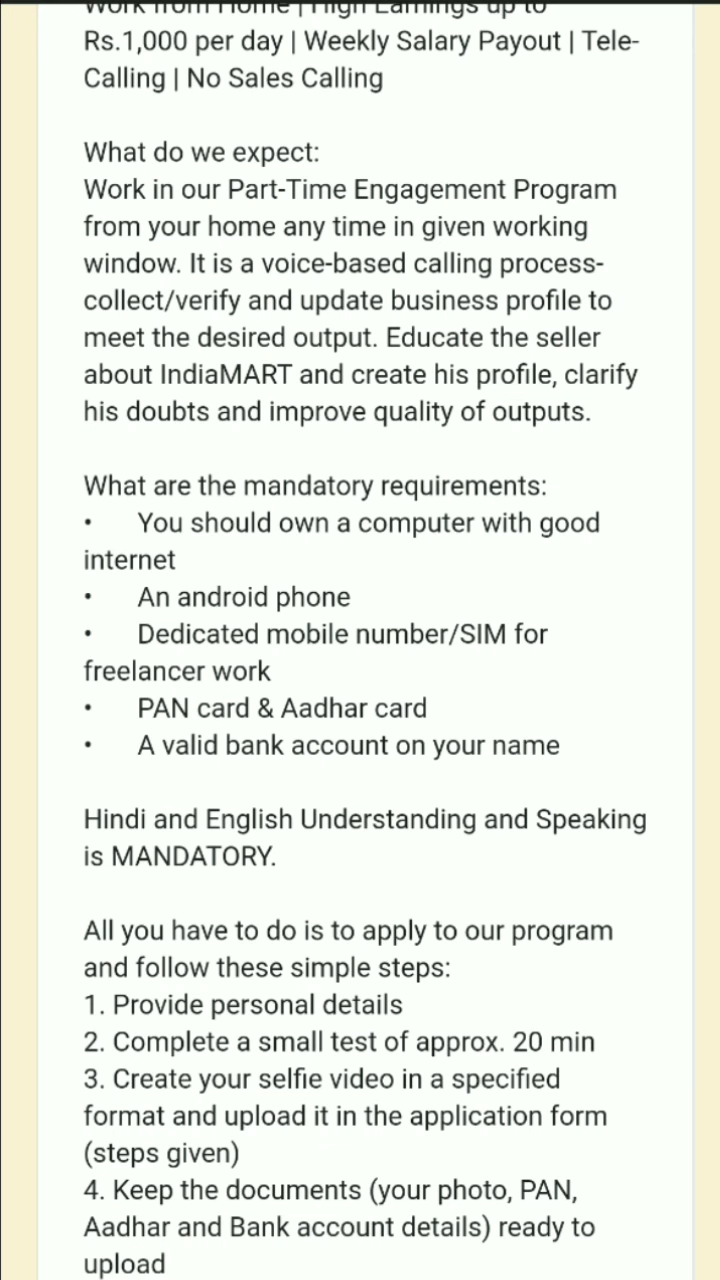 Work from Home | High Earnings up to
Rs.1,000 per day | Weekly Salary Payout | Tele-
Calling | No Sales Calling
What do we expect:
Work in our Part-Time Engagement Program
from your home any time in given working
window. It is a voice-based calling process-
collect/verify and update business profile to
meet the desired output. Educate the seller
about IndiaMART and create his profile, clarify
his doubts and improve quality of outputs.
What are the mandatory requirements:
• You should own a computer with good
internet
• An android phone
• Dedicated mobile number/SIM for
freelancer work
• PAN card & Aadhar card
• A valid bank account on your name
Hindi and English Understanding and Speaking
is MANDATORY.
All you have to do is to apply to our program
and follow these simple steps:
1. Provide personal details
2. Complete a small test of approx. 20 min
3. Create your selfie video in a specified
format and upload it in the application form
(steps given)
4. Keep the documents (your photo, PAN,
Aadhar and Bank account details) ready to
upload